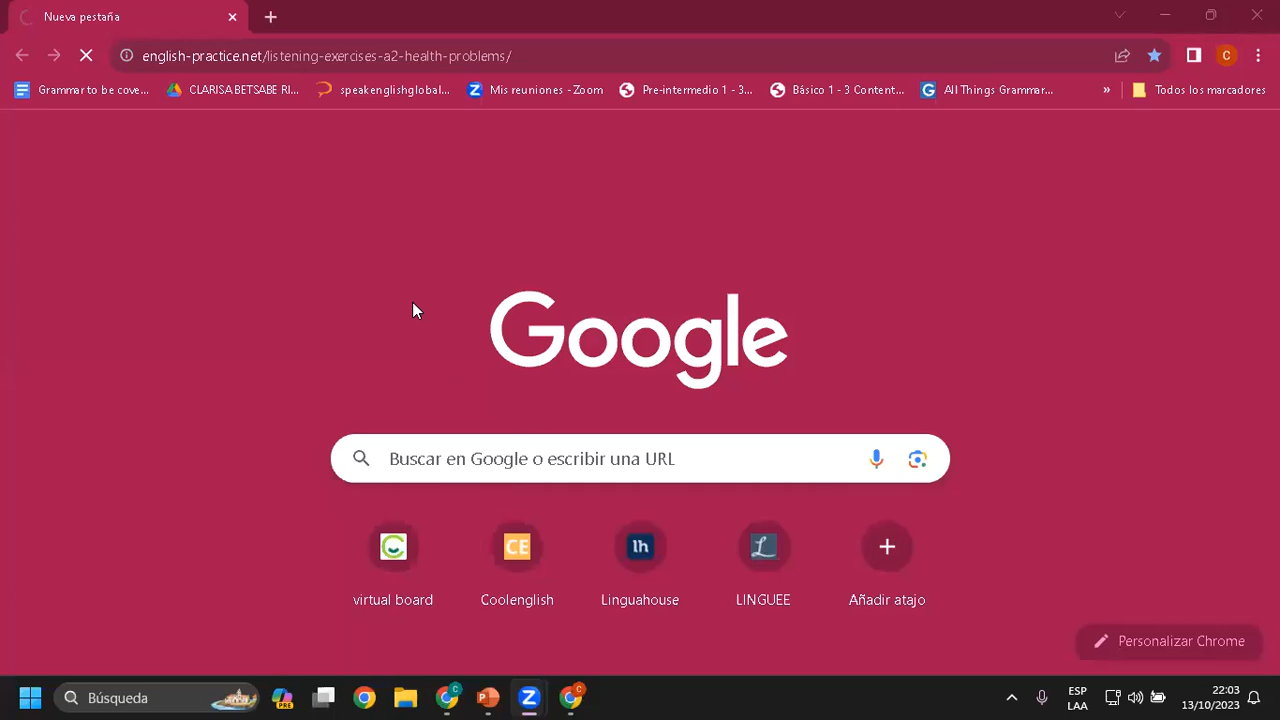 Nueva pestaña
english-practice.net/listening-exercises-a2-health-problems/
C
Grammar to be cove...
CLARISA BETSABE RI...
speakenglishglobal...
Mis reuniones - Zoom
Pre-intermedio 1 - 3...
Básico 1 - 3 Content...
All Things Grammar...
»
Todos los marcadores
Google
Buscar en Google o escribir una URL
CE
lh
L
virtual board
Coolenglish
Linguahouse
LINGUEE
Añadir atajo
Personalizar Chrome
Búsqueda
PRE
ESP
LAA
22:03
13/10/2023